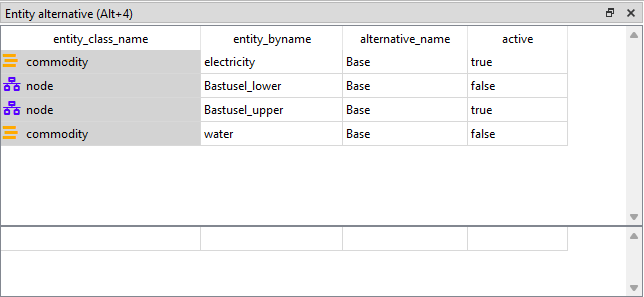 Entity alternative (Alt+4)
entity_class_name entity_byname alternative_name active
commodity electricity Base true
node Bastusel_lower Base false
node Bastusel_upper Base true
commodity water Base false